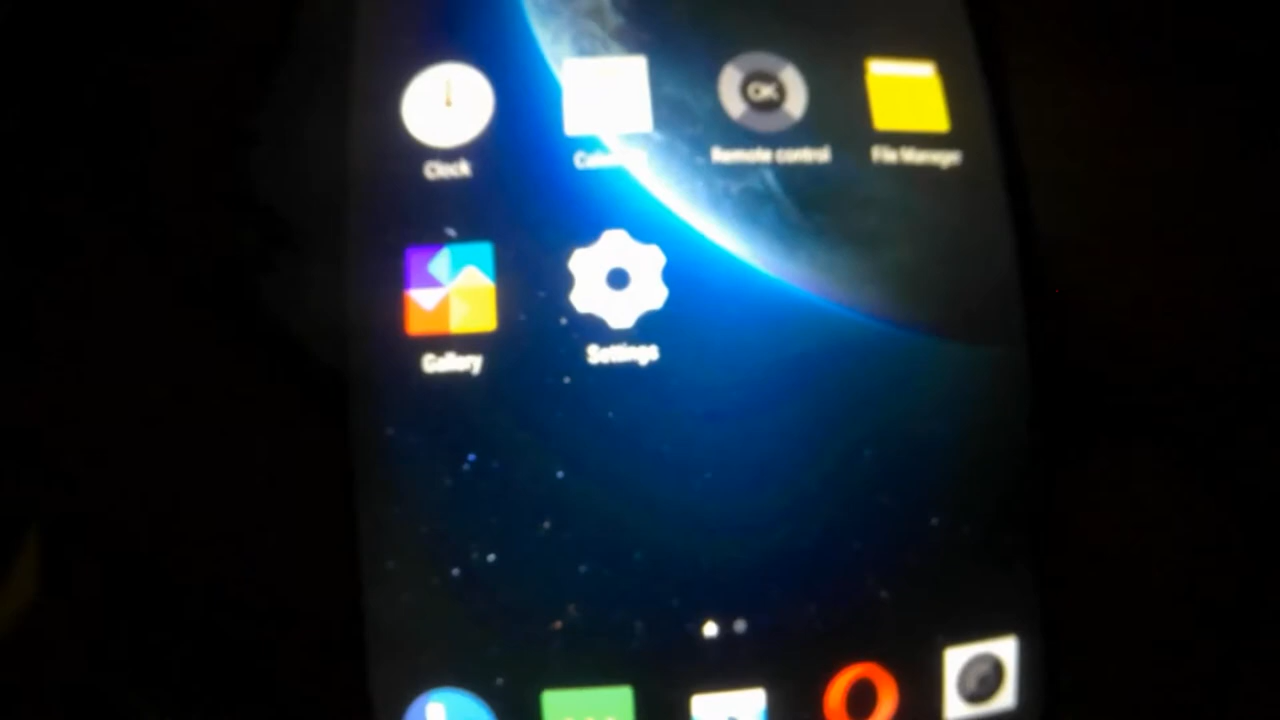 OK
Clock
Remote control
File Manager
Gallery
Settings